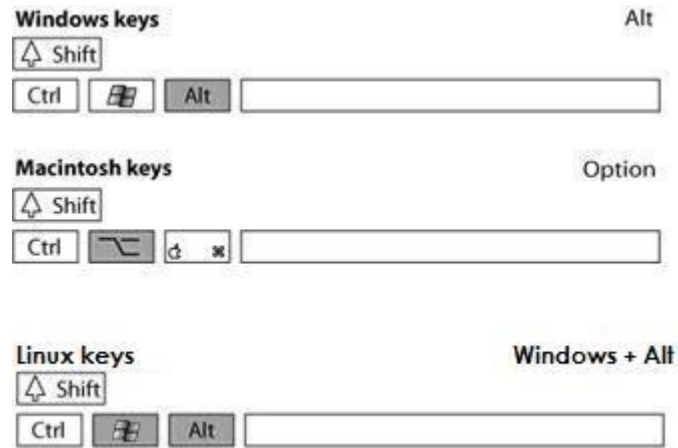 Windows keys Alt
Shift
Ctrl Alt
Macintosh keys Option
Shift
Ctrl ⌥ ⌘
Linux keys Windows + Alt
Shift
Ctrl Alt